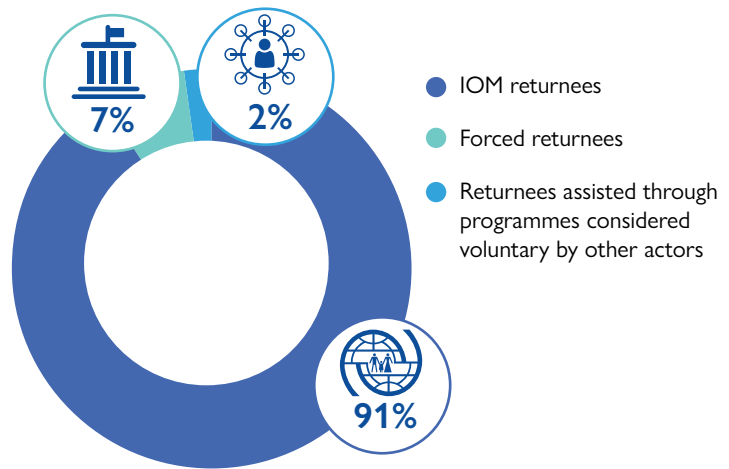 7%
2%
91%
IOM returnees
Forced returnees
Returnees assisted through
programmes considered
voluntary by other actors